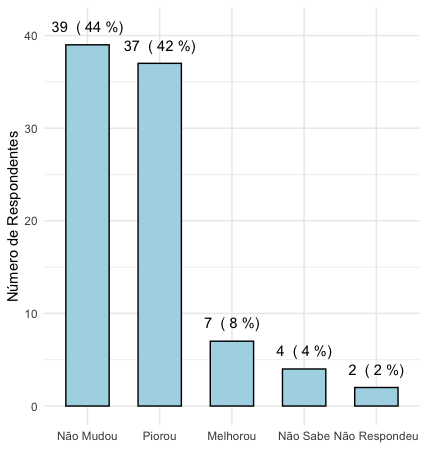 39 ( 44 %)
37 ( 42 %)
7 ( 8 %)
4 ( 4 %)
2 ( 2 %)
Número de Respondentes
40
30
20
10
0
Não Mudou
Piorou
Melhorou
Não Sabe
Não Respondeu